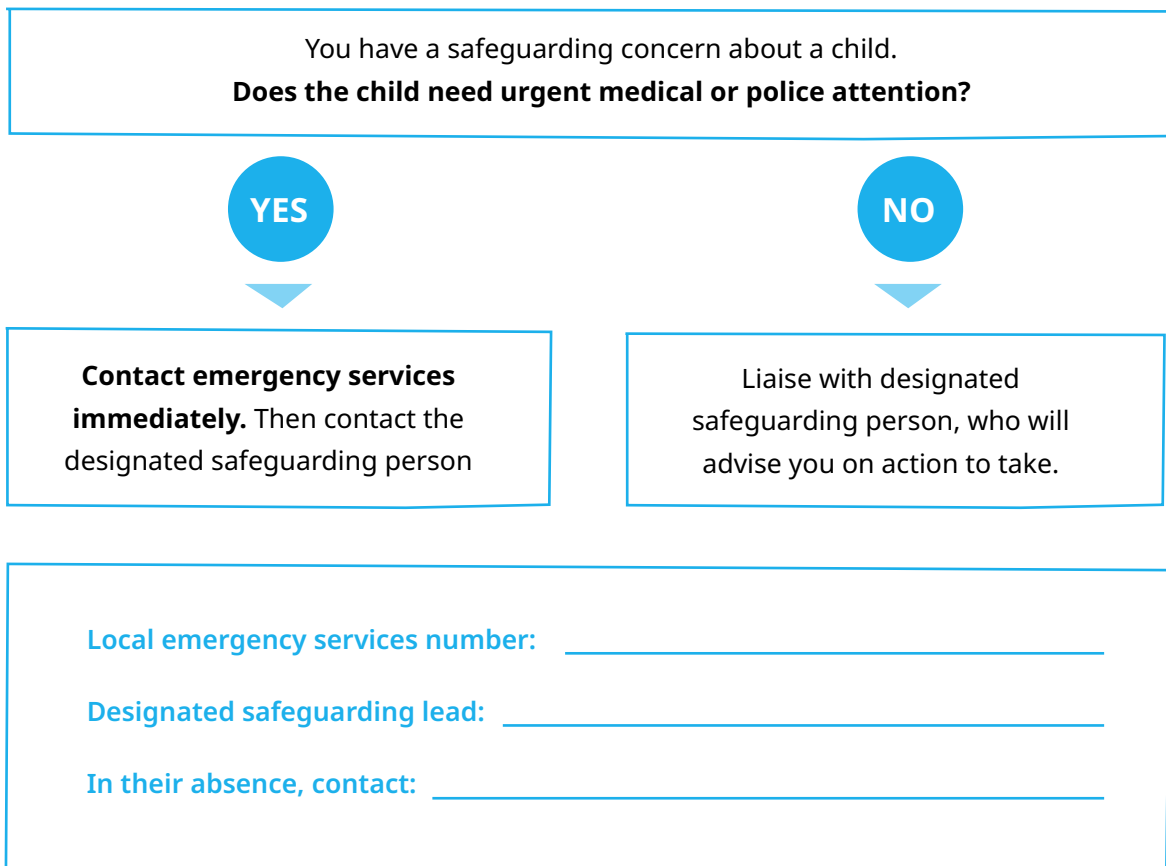 You have a safeguarding concern about a child.
Does the child need urgent medical or police attention?
YES
NO
Contact emergency services
immediately. Then contact the
designated safeguarding person
Liaise with designated
safeguarding person, who will
advise you on action to take.
Local emergency services number:
Designated safeguarding lead:
In their absence, contact: